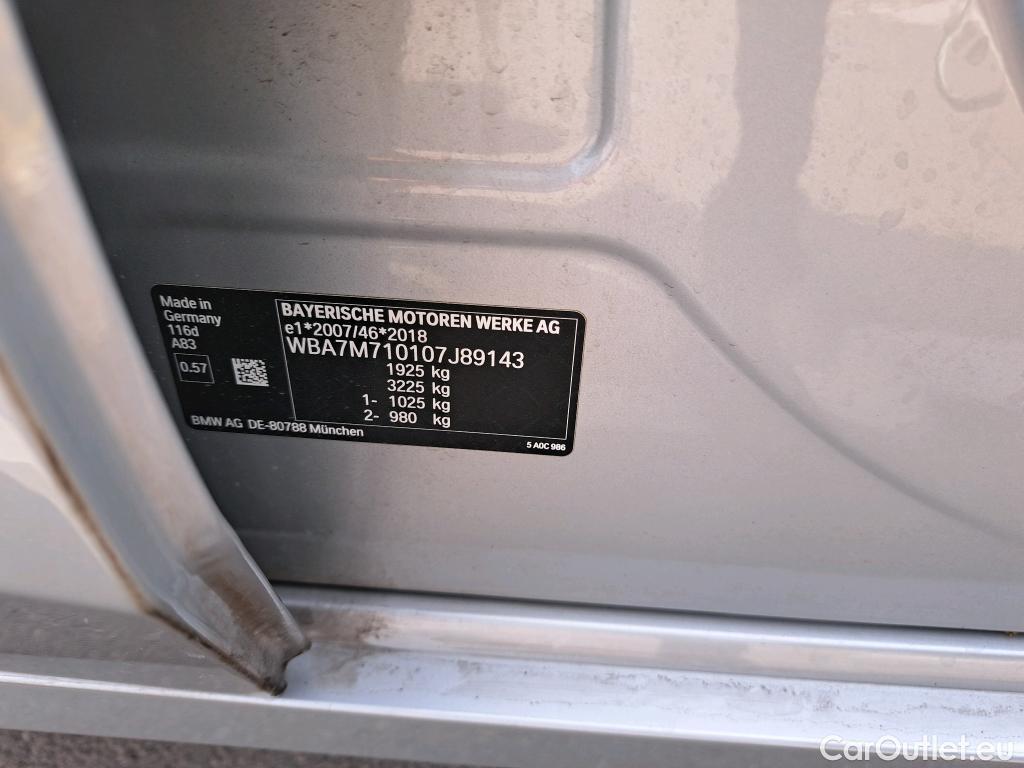 Made in
Germany
116d
A83
0.57
BAYERISCHE MOTOREN WERKE AG
e1*2007/46*2018
WBA7M710107J89143
1925 kg
3225 kg
1- 1025 kg
2- 980 kg
BMW AG DE-80788 München
5 A0C 986
CarOutlet.eu